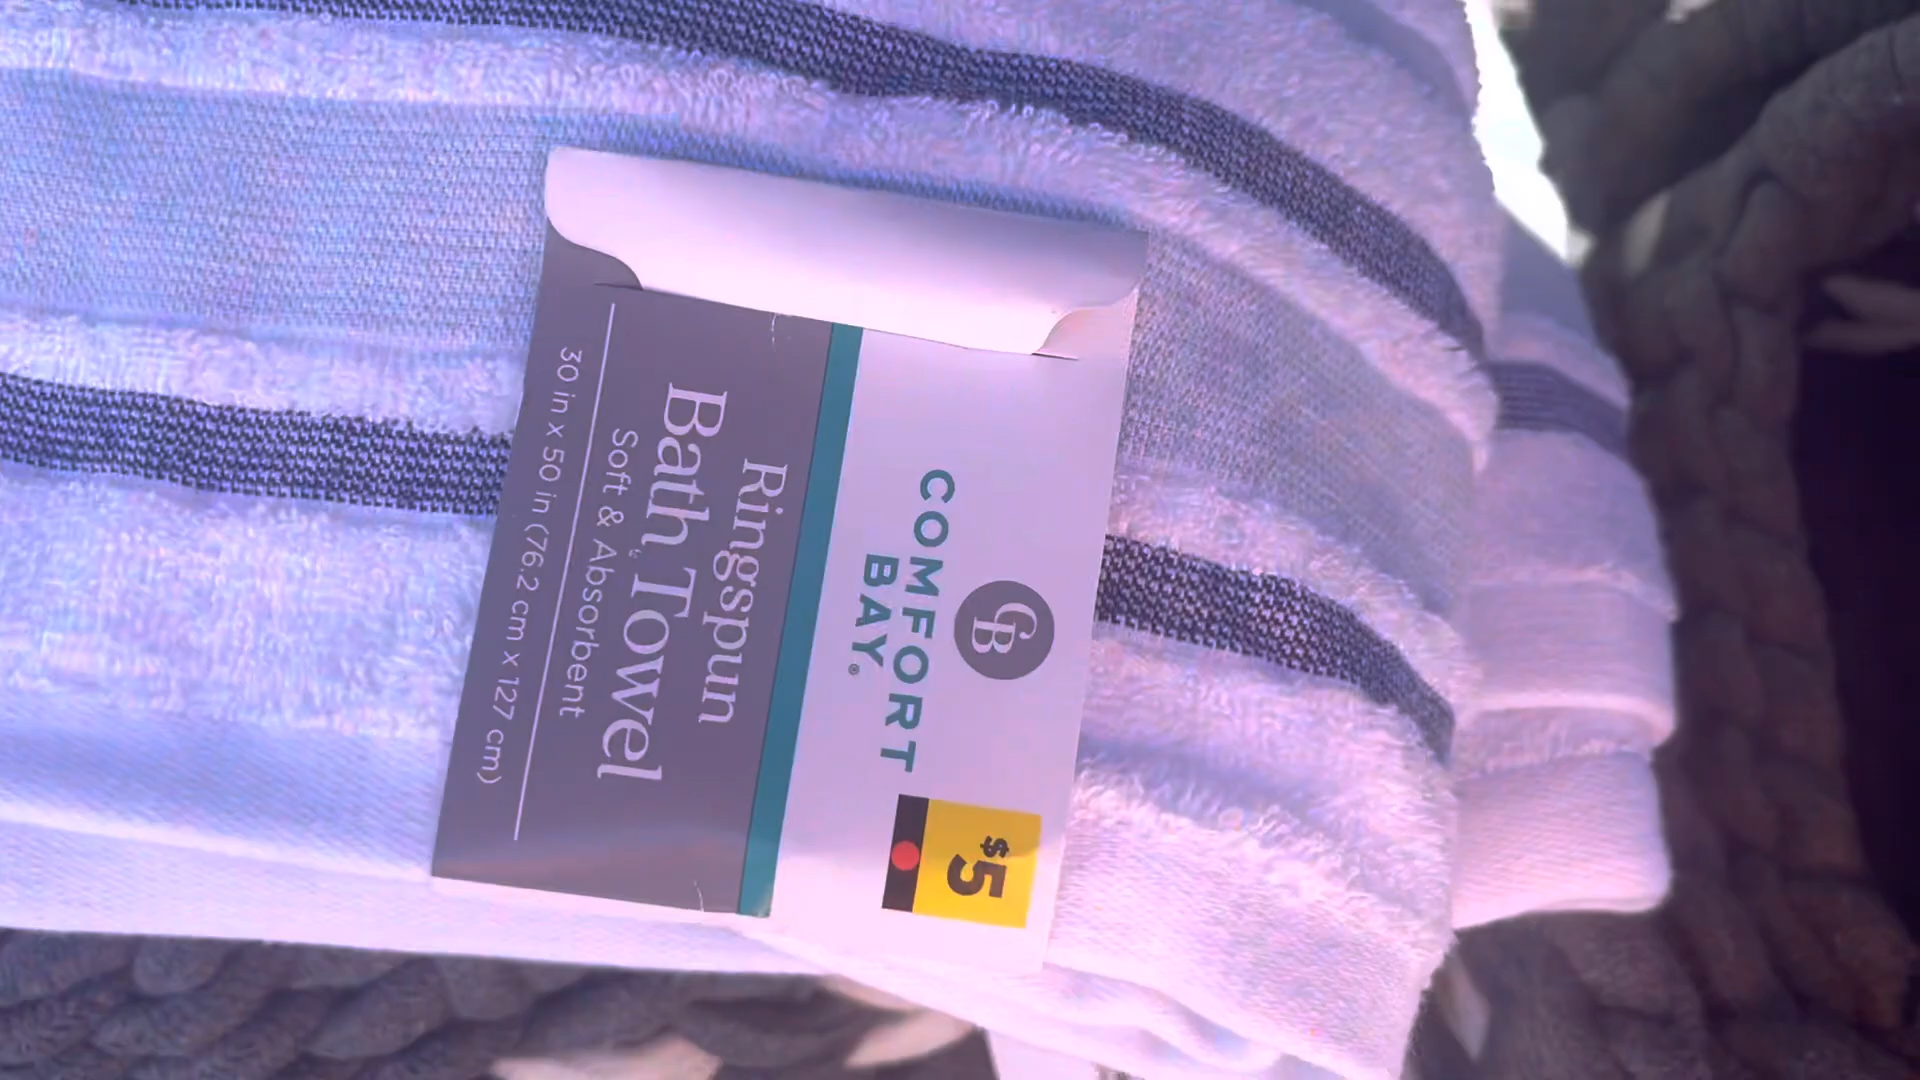 CB
COMFORT
BAY®
$5
Ringspun
Bath Towel
Soft & Absorbent
30 in x 50 in (76.2 cm x 127 cm)